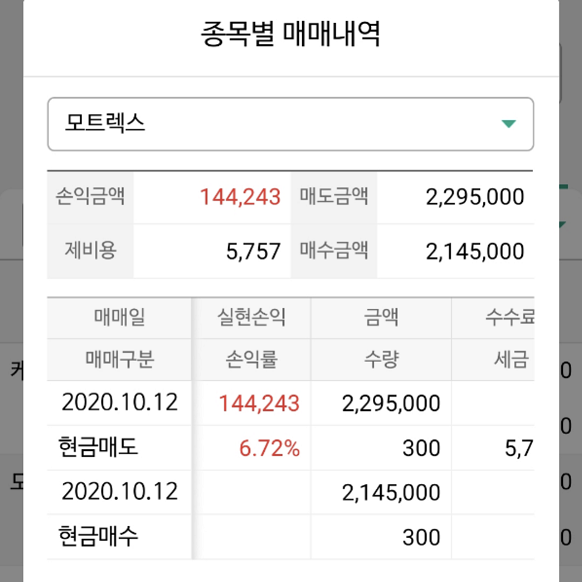 종목별 매매내역
모트렉스
손익금액 144,243 매도금액 2,295,000
제비용 5,757 매수금액 2,145,000
매매일 실현손익 금액 수수료
매매구분 손익률 수량 세금
2020.10.12 144,243 2,295,000
현금매도 6.72% 300 5,7
2020.10.12 2,145,000
현금매수 300